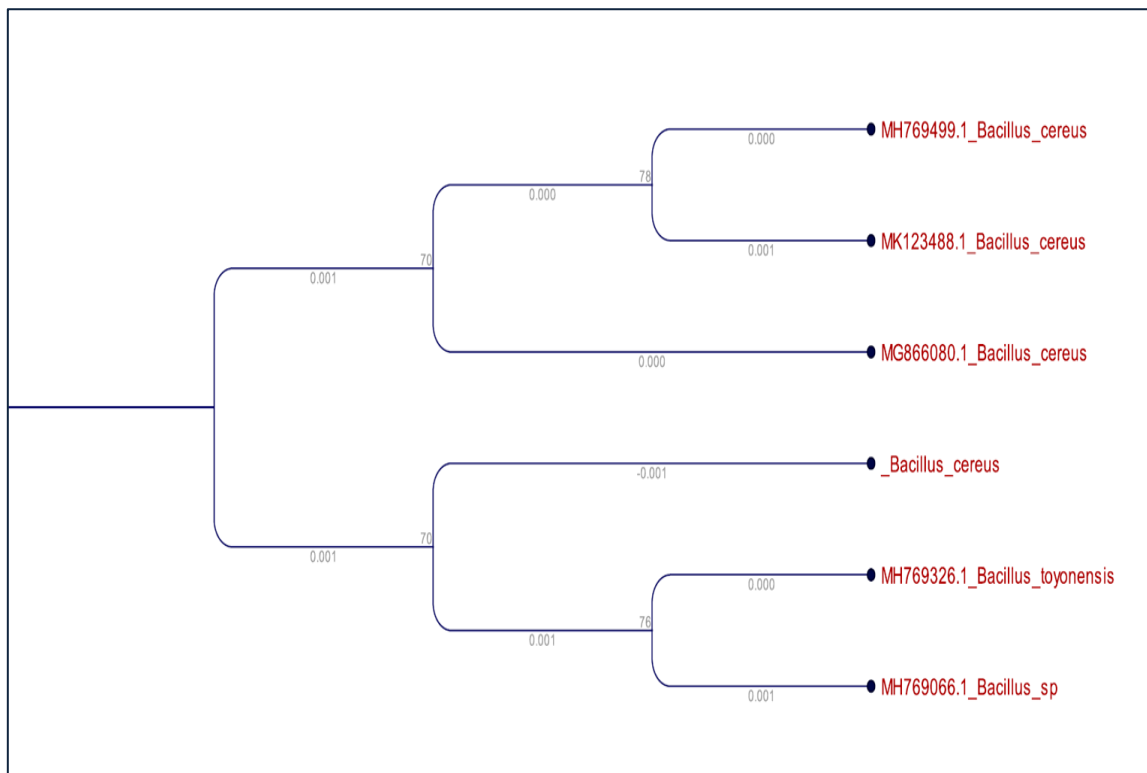 MH769499.1_Bacillus_cereus
0.000
78
0.000
MK123488.1_Bacillus_cereus
0.001
70
0.001
MG866080.1_Bacillus_cereus
0.000
_Bacillus_cereus
-0.001
70
0.001
MH769326.1_Bacillus_toyonensis
0.000
76
0.001
MH769066.1_Bacillus_sp
0.001